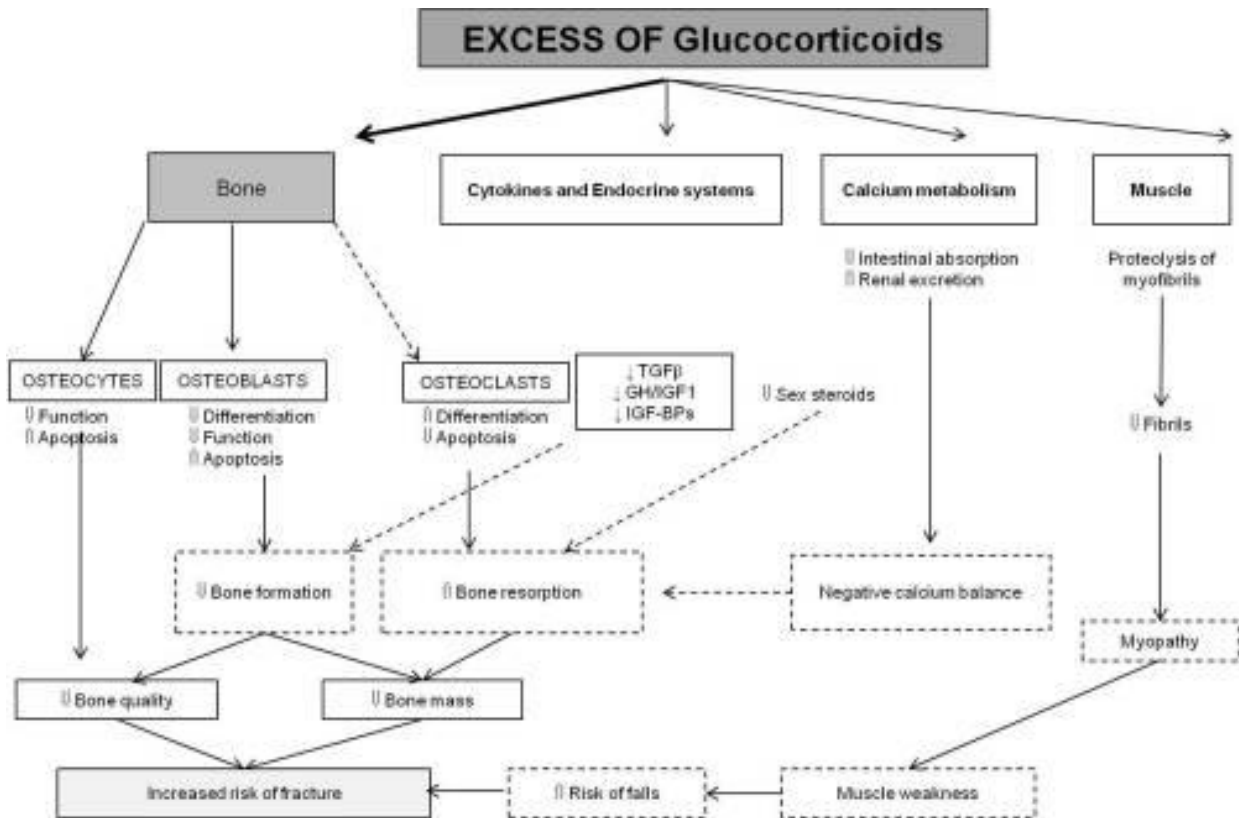 EXCESS OF Glucocorticoids
Bone
Cytokines and Endocrine systems
Calcium metabolism
Muscle
⇓ Intestinal absorption
⇑ Renal excretion
Proteolysis of
myofibrils
OSTEOCYTES
⇓ Function
⇑ Apoptosis
OSTEOBLASTS
⇓ Differentiation
⇓ Function
⇑ Apoptosis
OSTEOCLASTS
⇑ Differentiation
⇓ Apoptosis
↓ TGFβ
↓ GH/IGF1
↓ IGF-BPs
⇓ Sex steroids
⇓ Fibrils
⇓ Bone formation
⇑ Bone resorption
Negative calcium balance
Myopathy
⇓ Bone quality
⇓ Bone mass
Increased risk of fracture
⇑ Risk of falls
Muscle weakness